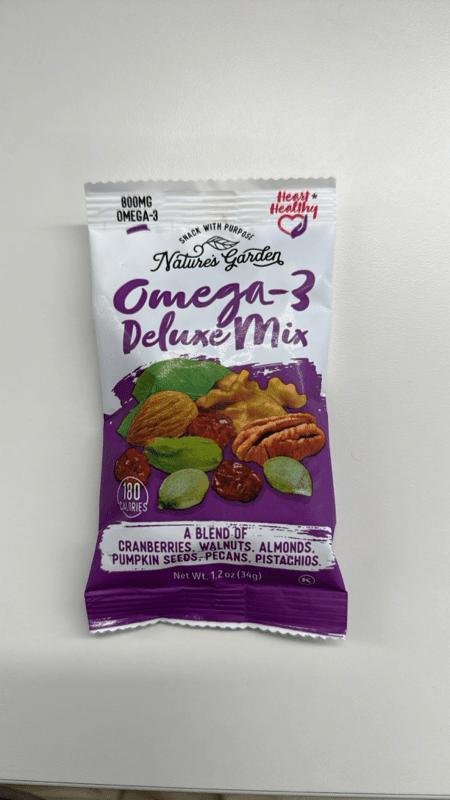 800MG
OMEGA-3
Heart*
Healthy
SNACK WITH PURPOSE
Nature's Garden
Omega-3
Deluxe Mix
180
CALORIES
A BLEND OF
CRANBERRIES, WALNUTS, ALMONDS,
PUMPKIN SEEDS, PECANS, PISTACHIOS.
Net Wt. 1.2 oz (34g)
K